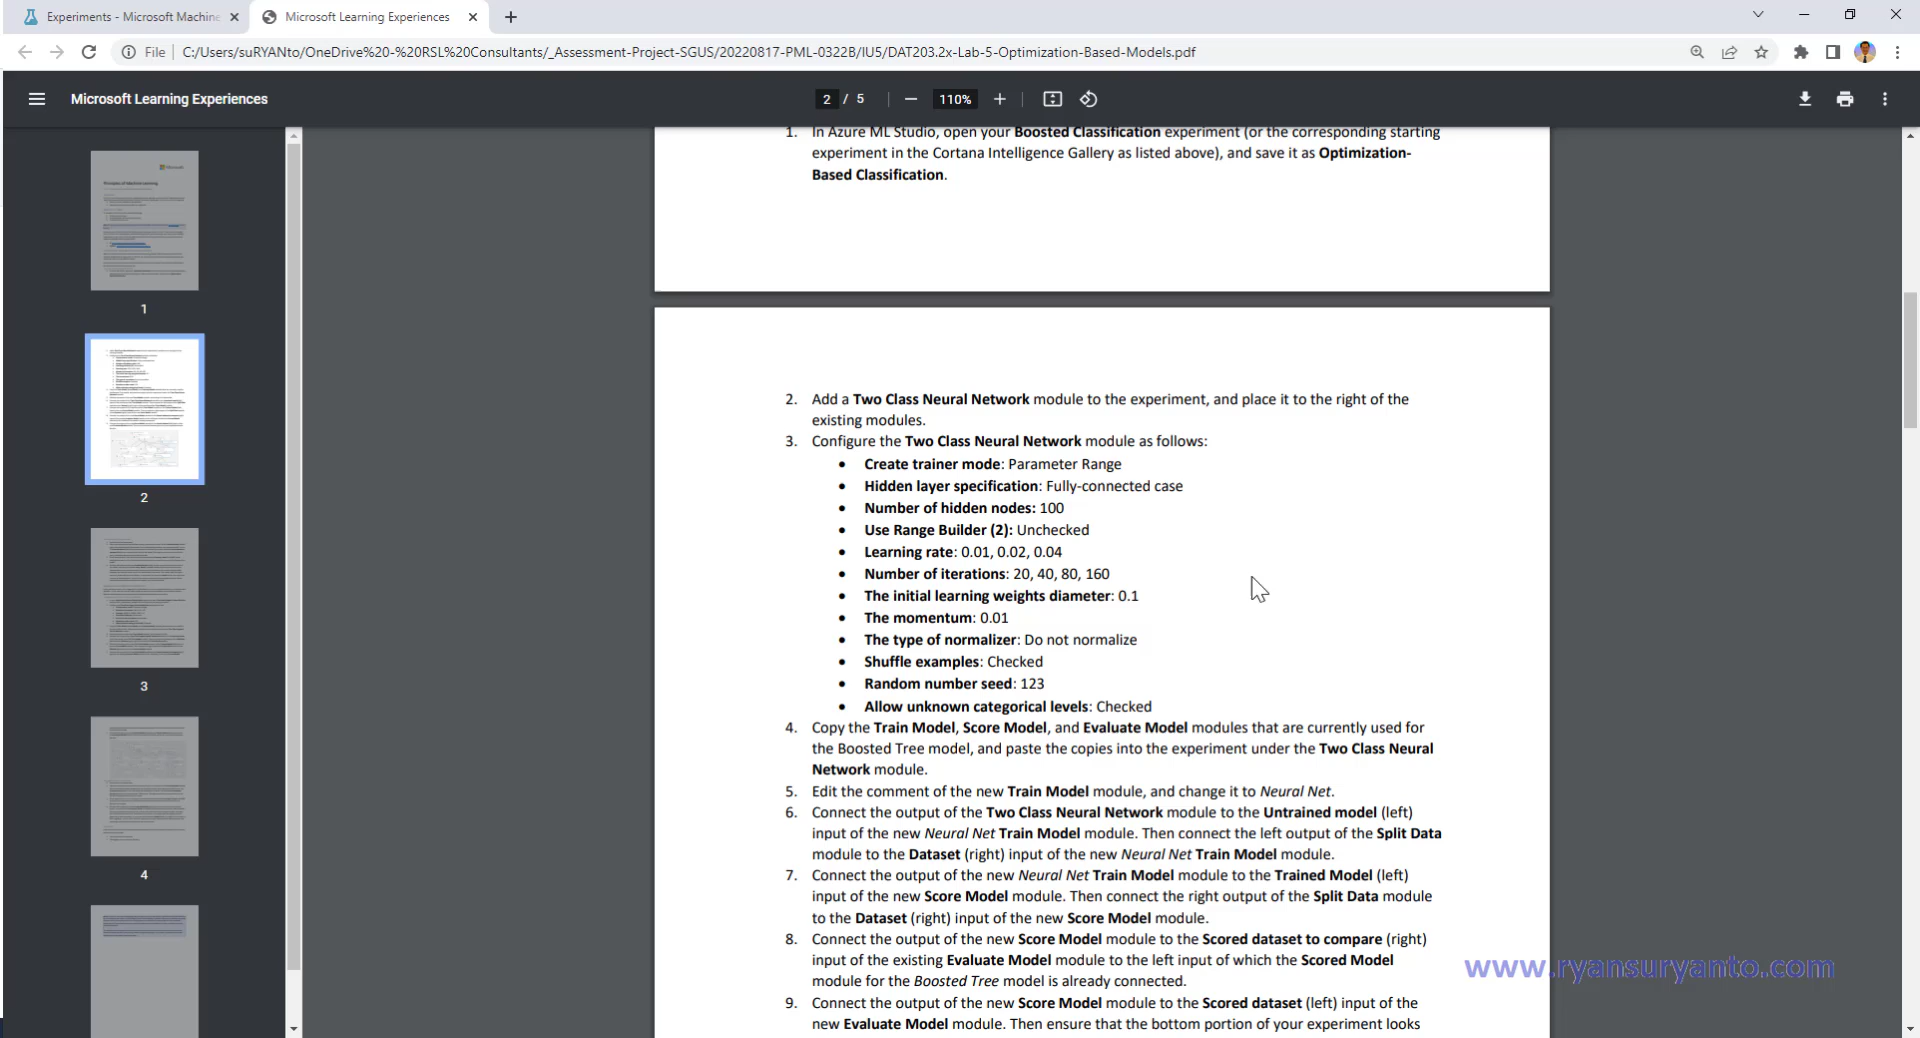 Experiments - Microsoft Machine
Microsoft Learning Experiences
File
C:/Users/suRYANto/OneDrive%20-%20RSL%20Consultants/_Assessment-Project-SGUS/20220817-PML-0322B/IU5/DAT203.2x-Lab-5-Optimization-Based-Models.pdf
Microsoft Learning Experiences
2 / 5
110%
1. In Azure ML Studio, open your Boosted Classification experiment (or the corresponding starting
experiment in the Cortana Intelligence Gallery as listed above), and save it as Optimization-
Based Classification.
1
2
3
4
2. Add a Two Class Neural Network module to the experiment, and place it to the right of the
existing modules.
3. Configure the Two Class Neural Network module as follows:
• Create trainer mode: Parameter Range
• Hidden layer specification: Fully-connected case
• Number of hidden nodes: 100
• Use Range Builder (2): Unchecked
• Learning rate: 0.01, 0.02, 0.04
• Number of iterations: 20, 40, 80, 160
• The initial learning weights diameter: 0.1
• The momentum: 0.01
• The type of normalizer: Do not normalize
• Shuffle examples: Checked
• Random number seed: 123
• Allow unknown categorical levels: Checked
4. Copy the Train Model, Score Model, and Evaluate Model modules that are currently used for
the Boosted Tree model, and paste the copies into the experiment under the Two Class Neural
Network module.
5. Edit the comment of the new Train Model module, and change it to Neural Net.
6. Connect the output of the Two Class Neural Network module to the Untrained model (left)
input of the new Neural Net Train Model module. Then connect the left output of the Split Data
module to the Dataset (right) input of the new Neural Net Train Model module.
7. Connect the output of the new Neural Net Train Model module to the Trained Model (left)
input of the new Score Model module. Then connect the right output of the Split Data module
to the Dataset (right) input of the new Score Model module.
8. Connect the output of the new Score Model module to the Scored dataset to compare (right)
input of the existing Evaluate Model module to the left input of which the Scored Model
module for the Boosted Tree model is already connected.
9. Connect the output of the new Score Model module to the Scored dataset (left) input of the
new Evaluate Model module. Then ensure that the bottom portion of your experiment looks
www.ryansuryanto.com